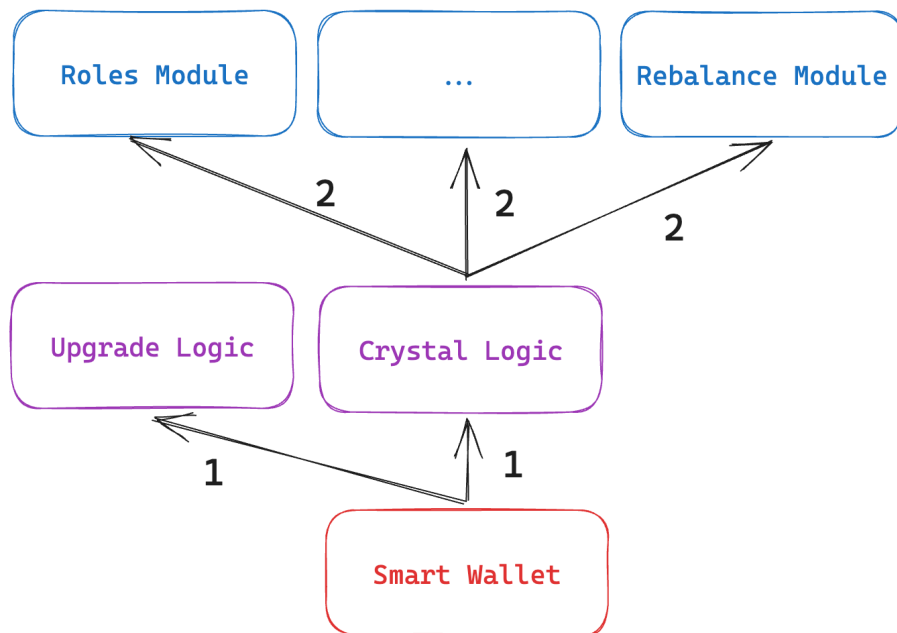 Roles Module
...
Rebalance Module
2
2
2
Upgrade Logic
Crystal Logic
1
1
Smart Wallet